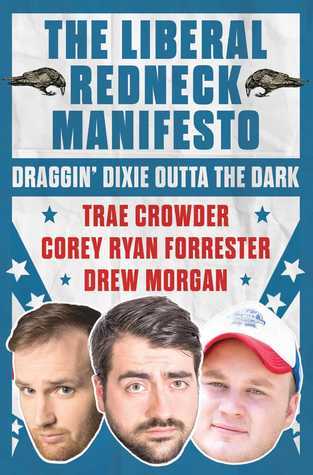 THE LIBERAL
REDNECK
MANIFESTO
DRAGGIN' DIXIE OUTTA THE DARK
TRAE CROWDER
COREY RYAN FORRESTER
DREW MORGAN